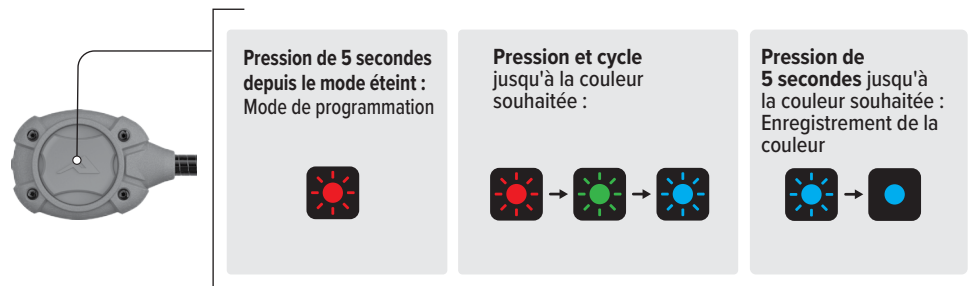 Pression de 5 secondes
depuis le mode éteint :
Mode de programmation
Pression et cycle
jusqu'à la couleur
souhaitée :
Pression de
5 secondes jusqu'à
la couleur souhaitée :
Enregistrement de la
couleur